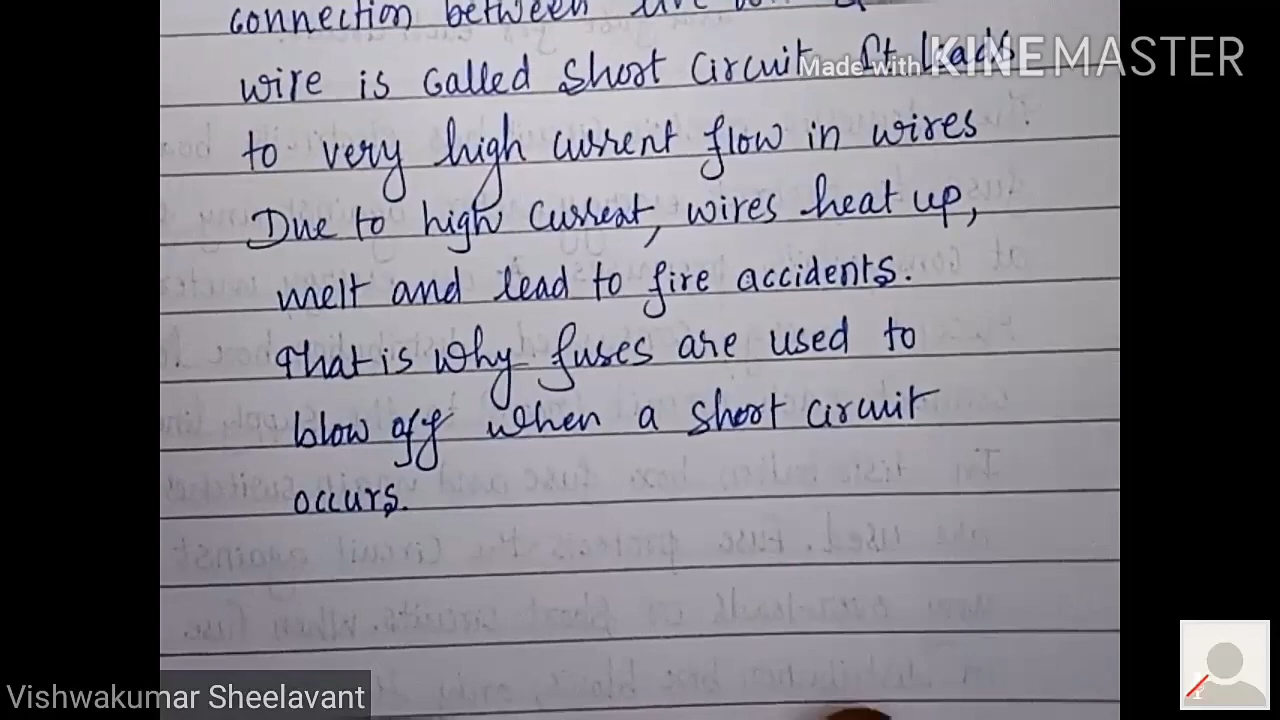 connection between
wire is called short circuit. It leads
Made with KINEMASTER
to very high current flow in wires
Due to high current, wires heat up,
melt and lead to fire accidents.
That is why fuses are used to
blow off when a short circuit
occurs.
Vishwakumar Sheelavant